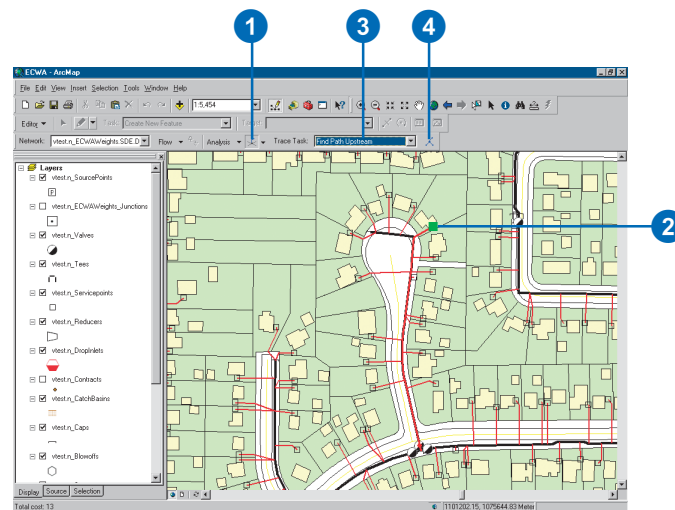 1
3
4
ECWA - ArcMap
File Edit View Insert Selection Tools Window Help
1:5,454
Editor Task: Create New Feature Target:
Network: vtest.n_ECWAWeights.SDE.D Flow Analysis Trace Task: Find Path Upstream
Layers
vtest.n_SourcePoints
F
vtest.n_ECWAWeights_Junctions
vtest.n_Valves
vtest.n_Tees
vtest.n_Servicepoints
vtest.n_Reducers
vtest.n_DropInlets
vtest.n_Contracts
vtest.n_CatchBasins
vtest.n_Caps
vtest.n_Blowoffs
2
Display Source Selection
Total cost: 13
1101202.15, 1075644.83 Meter